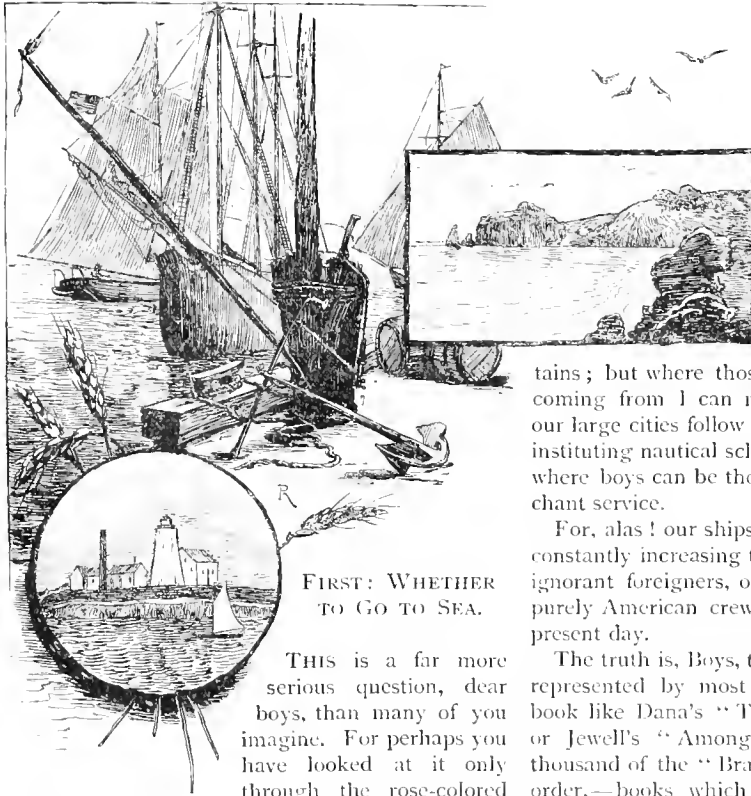 R
FIRST: WHETHER
TO GO TO SEA.
THIS is a far more
serious question, dear
boys, than many of you
imagine. For perhaps you
have looked at it only
through the rose-colored
tains ; but where thos
coming from I can n
our large cities follow
instituting nautical sch
where boys can be tho
chant service.
For, alas ! our ships
constantly increasing t
ignorant foreigners, o
purely American crew
present day.
The truth is, Boys, t
represented by most
book like Dana's “ T
or Jewell's “ Among
thousand of the “ Bra
order,—books which